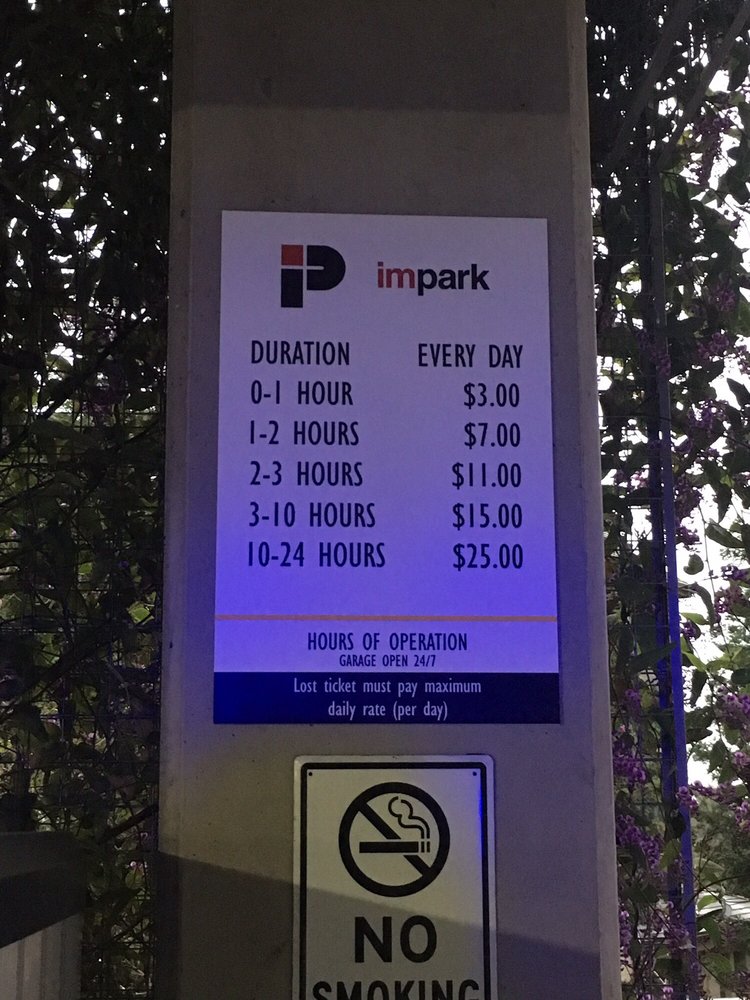 impark
DURATION EVERY DAY
0-1 HOUR $3.00
1-2 HOURS $7.00
2-3 HOURS $11.00
3-10 HOURS $15.00
10-24 HOURS $25.00
HOURS OF OPERATION
GARAGE OPEN 24/7
Lost ticket must pay maximum
daily rate (per day)
NO
SMOKING